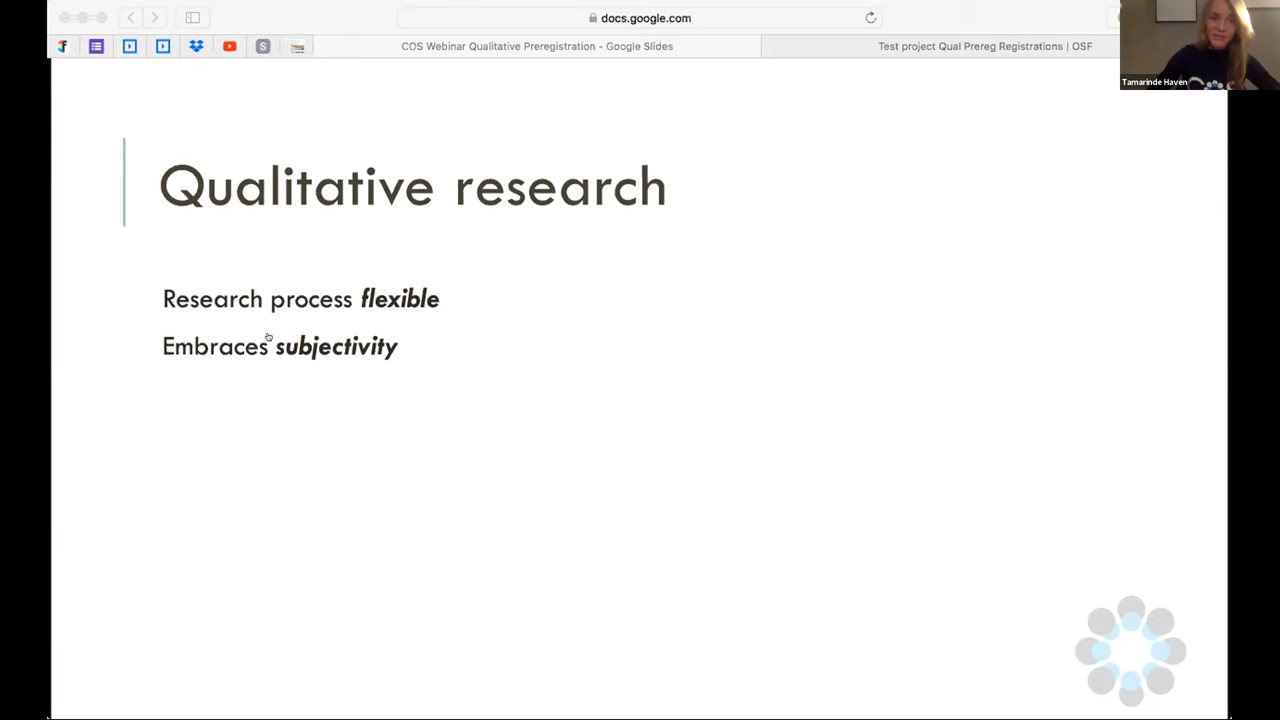 docs.google.com
S
COS Webinar Qualitative Preregistration - Google Slides
Test project Qual Prereg Registrations | OSF
Tamarinde Haven
Qualitative research
Research process flexible
Embraces subjectivity